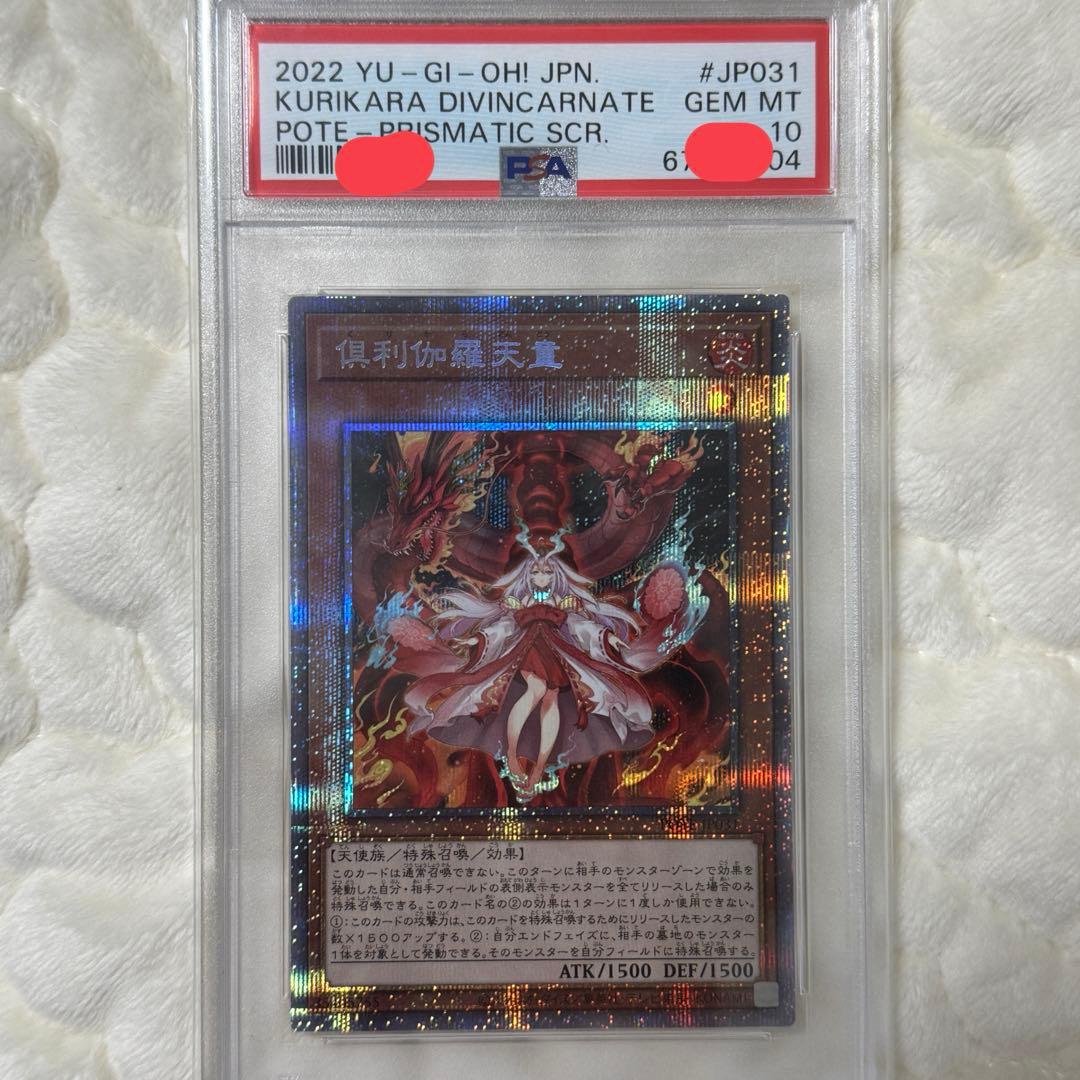 2022 YU-GI-OH! JPN. #JP031
KURIKARA DIVINCARNATE GEM MT
POTE-PRISMATIC SCR. 10
67 04
PSA
倶利伽羅天童
炎
【天使族／特殊召喚／効果】
このカードは通常召喚できない。このターンに相手のモンスターゾーンで効果を
発動した自分・相手フィールドの表側表示モンスターを全てリリースした場合のみ
特殊召喚できる。このカード名の②の効果は1ターンに1度しか使用できない。
①：このカードの攻撃力は、このカードを特殊召喚するためにリリースしたモンスターの
数×1500アップする。②：自分エンドフェイズに、相手の墓地のモンスター
1体を対象として発動できる。そのモンスターを自分フィールドに特殊召喚する。
ATK/1500 DEF/1500
KONAMI